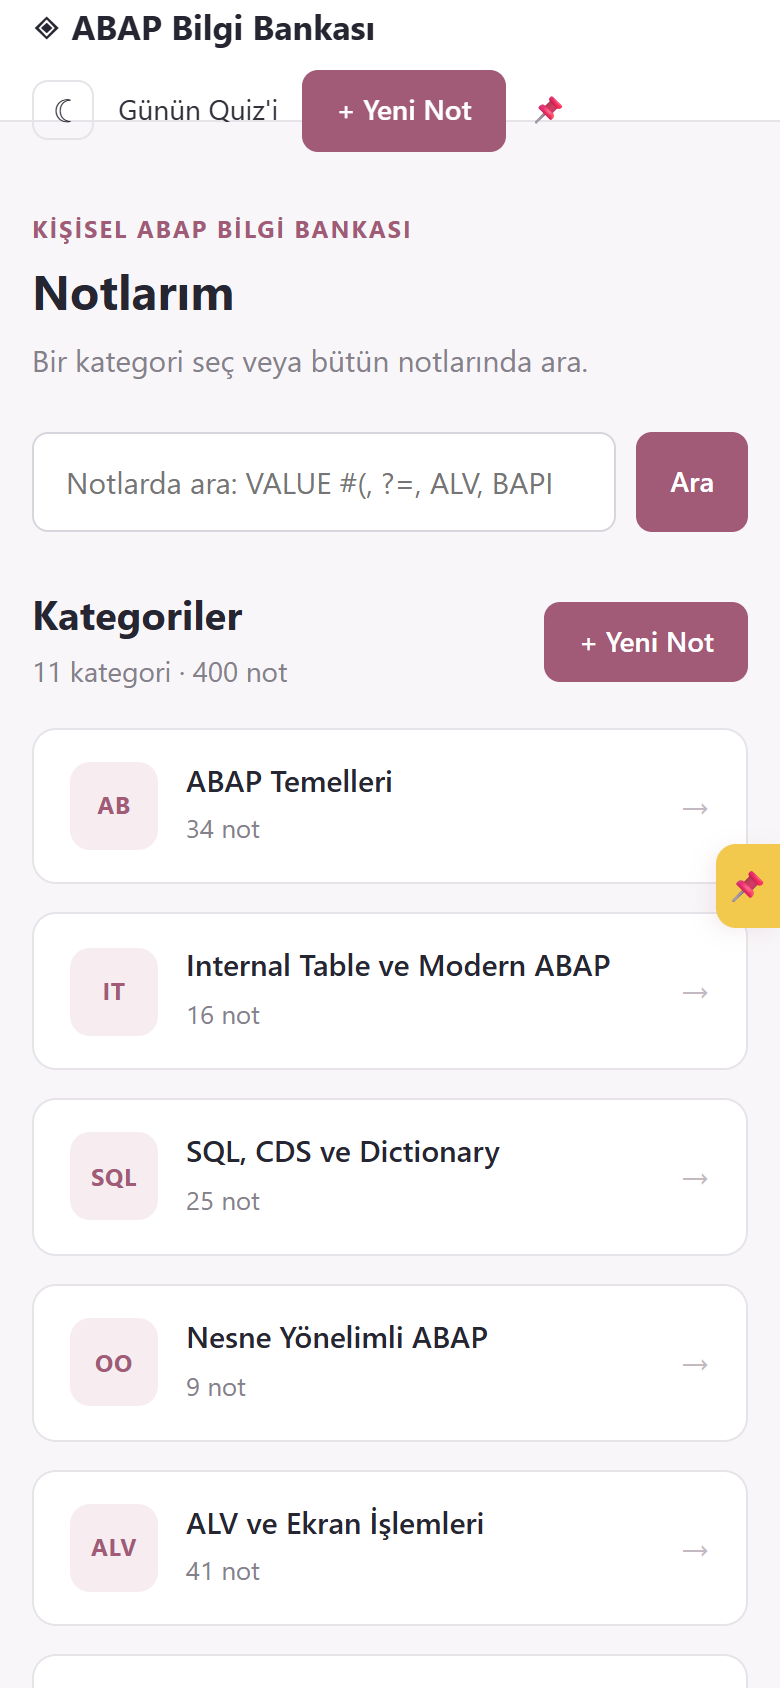 ABAP Bilgi Bankası
Günün Quiz'i
+ Yeni Not
KİŞİSEL ABAP BİLGİ BANKASI
Notlarım
Bir kategori seç veya bütün notlarında ara.
Notlarda ara: VALUE #(, ?=, ALV, BAPI
Ara
Kategoriler
11 kategori · 400 not
+ Yeni Not
AB
ABAP Temelleri
34 not
→
IT
Internal Table ve Modern ABAP
16 not
→
SQL
SQL, CDS ve Dictionary
25 not
→
OO
Nesne Yönelimli ABAP
9 not
→
ALV
ALV ve Ekran İşlemleri
41 not
→